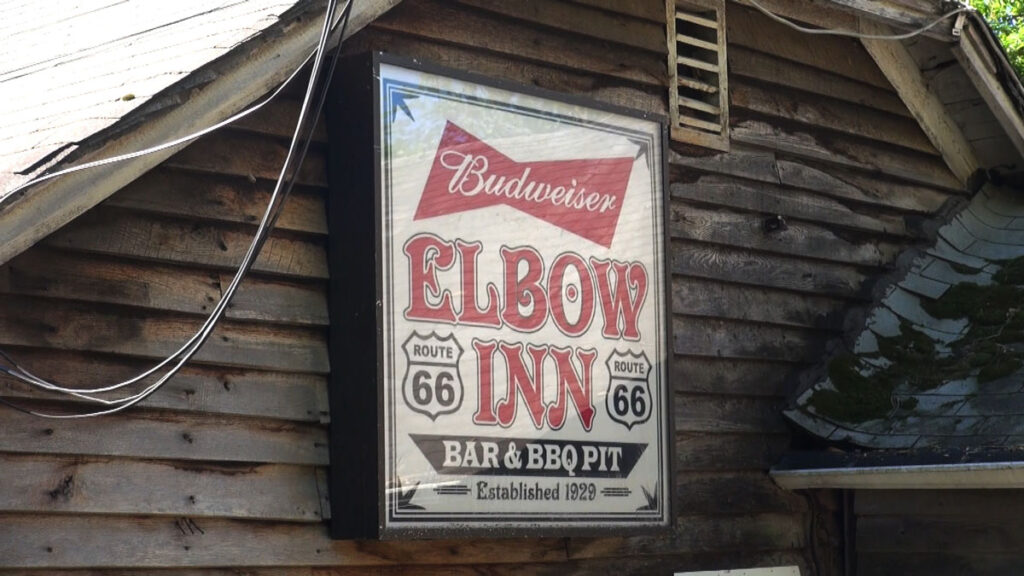 Budweiser
ELBOW
INN
ROUTE
66
ROUTE
66
BAR & BBQ PIT
Established 1929